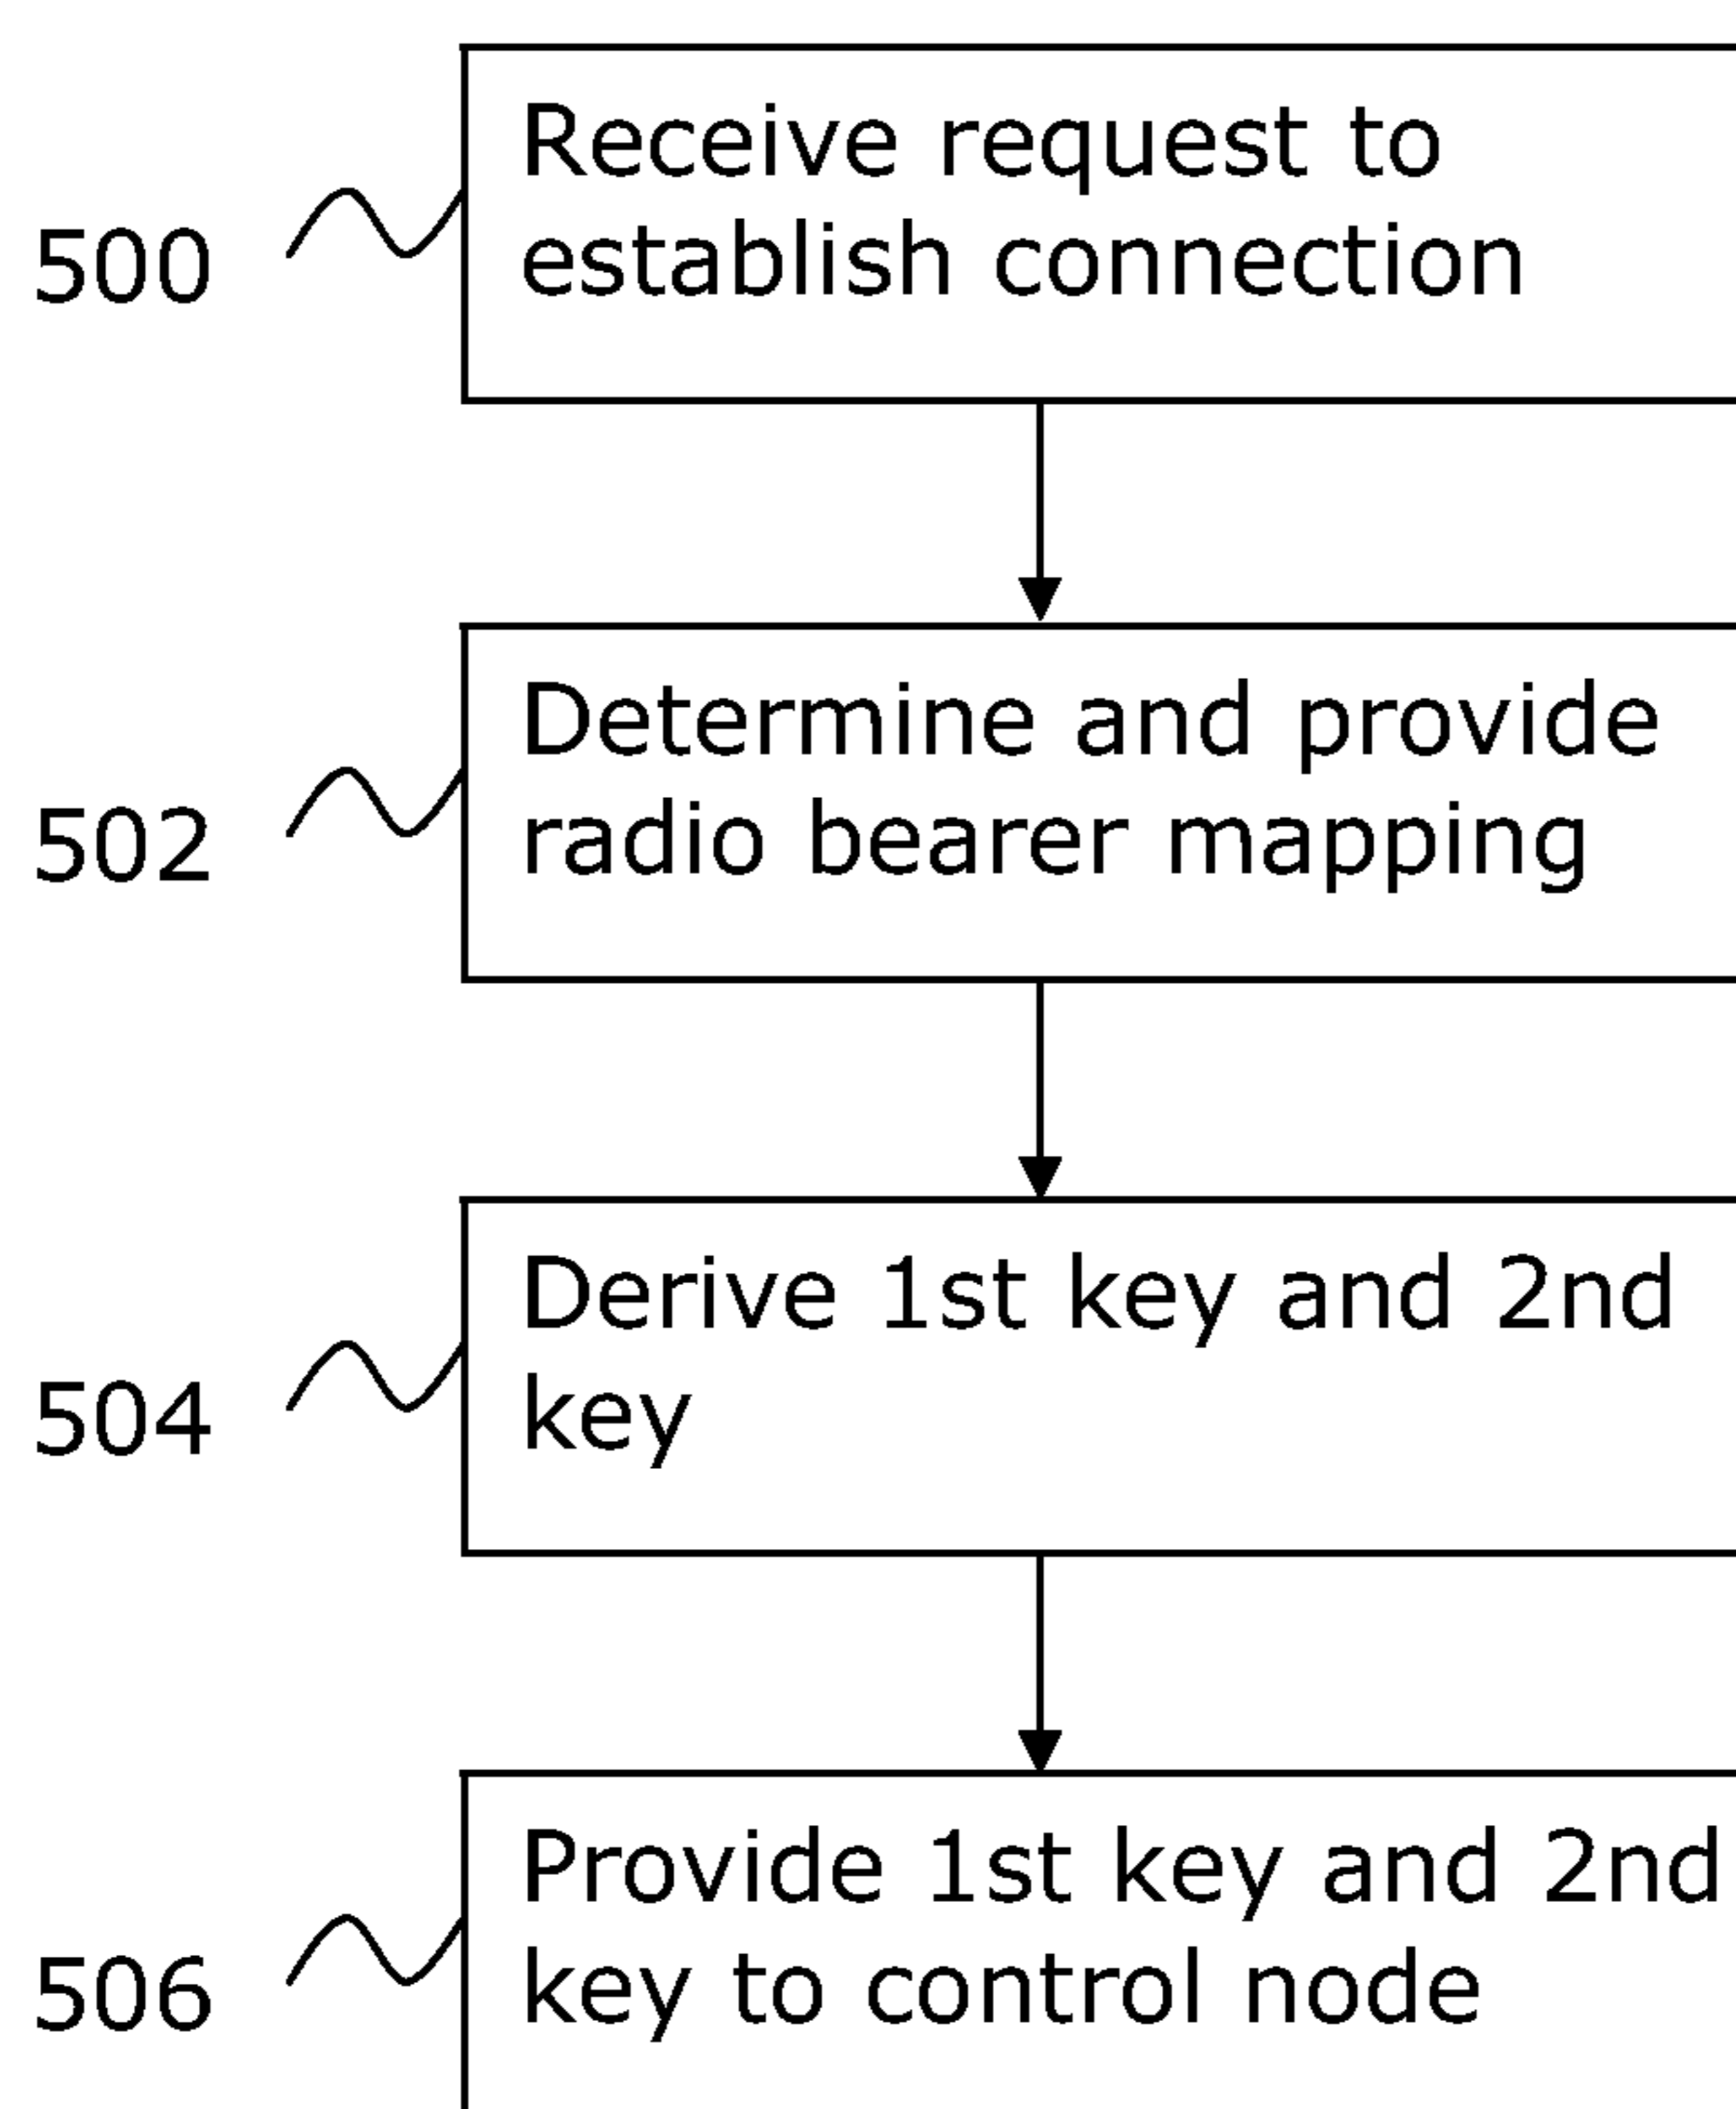 Receive request to
establish connection
500
Determine and provide
radio bearer mapping
502
Derive 1st key and 2nd
key
504
Provide 1st key and 2nd
key to control node
506